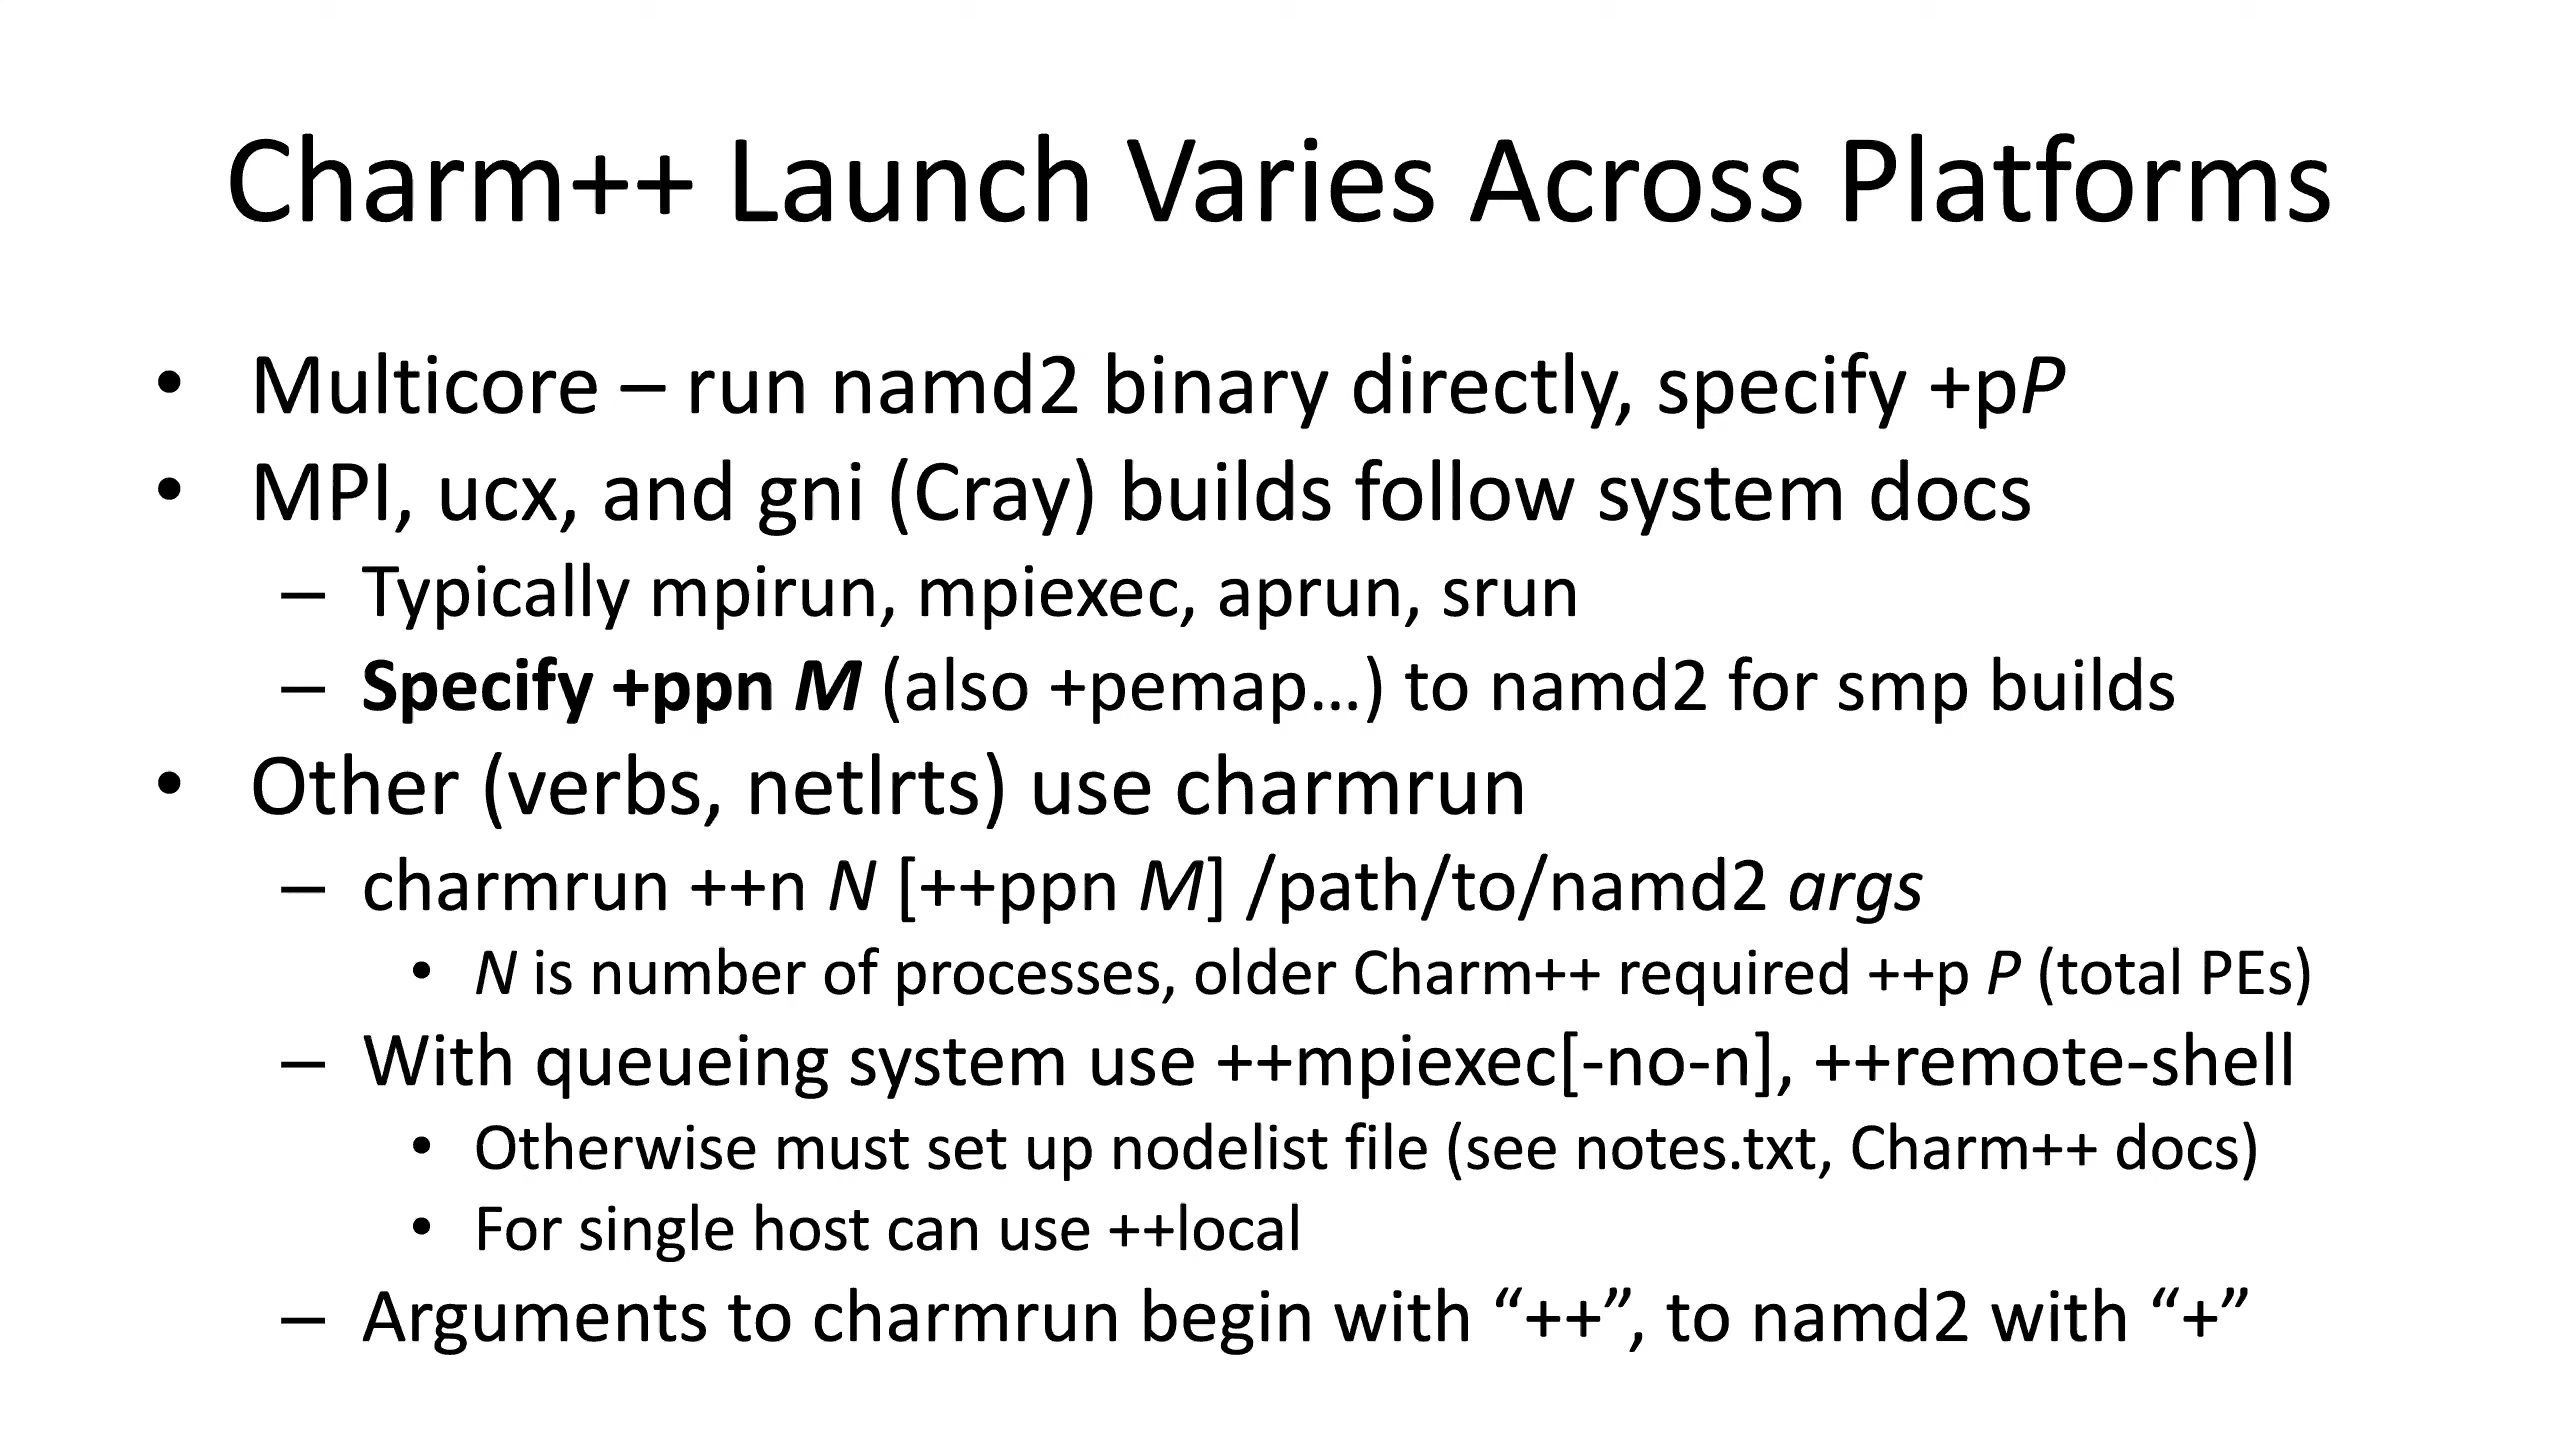 Charm++ Launch Varies Across Platforms
• Multicore – run namd2 binary directly, specify +pP
• MPI, ucx, and gni (Cray) builds follow system docs
– Typically mpirun, mpiexec, aprun, srun
– Specify +ppn M (also +pemap…) to namd2 for smp builds
• Other (verbs, netlrts) use charmrun
– charmrun ++n N [++ppn M] /path/to/namd2 args
• N is number of processes, older Charm++ required ++p P (total PEs)
– With queueing system use ++mpiexec[-no-n], ++remote-shell
• Otherwise must set up nodelist file (see notes.txt, Charm++ docs)
• For single host can use ++local
– Arguments to charmrun begin with “++”, to namd2 with “+”